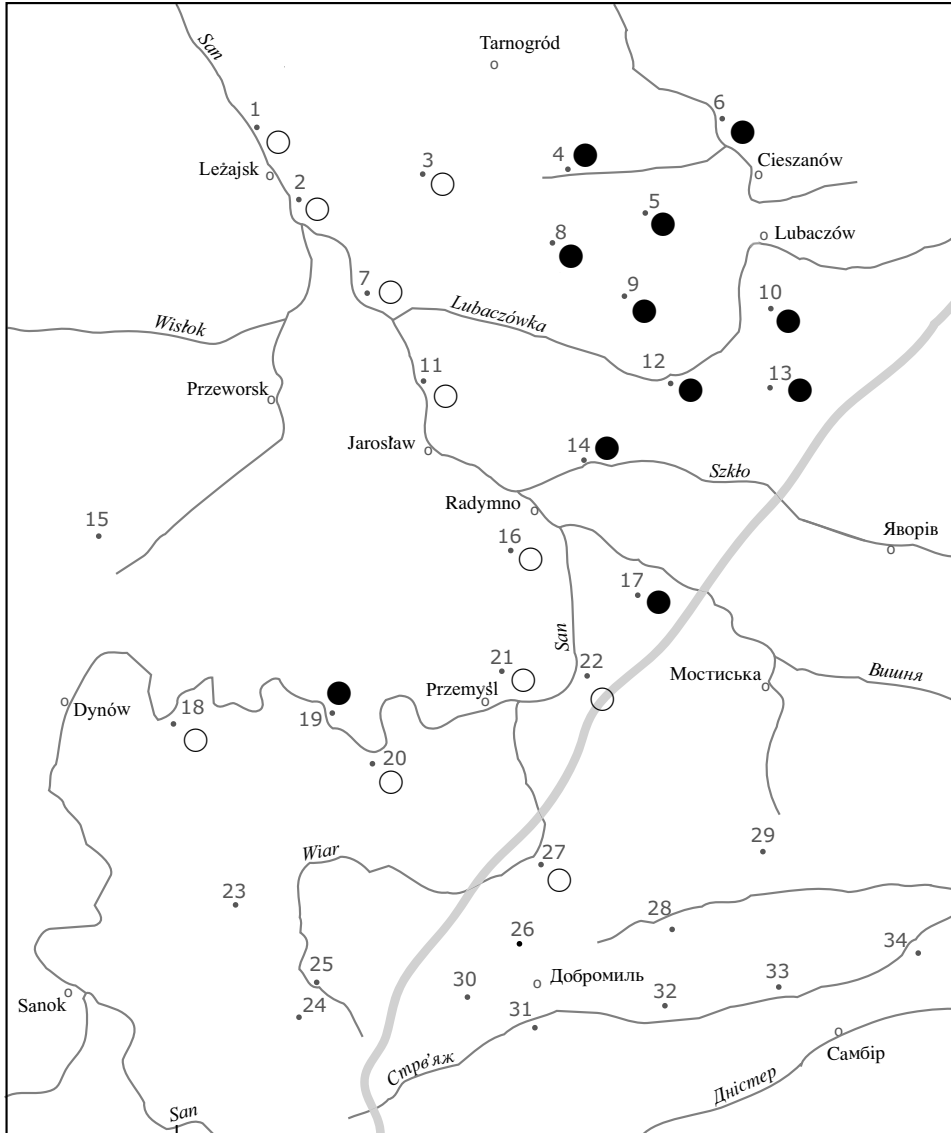 San
Tarnogród
1
6
3
4
Leżajsk
Cieszanów
2
5
8
Lubaczów
7
9
10
Lubaczówka
Wisłok
11
12
13
Przeworsk
Jarosław
14
Szkło
Radymno
15
16
Яворів
17
San
21
22
Przemyśl
Мостиська
Вишня
Dynów
18
19
20
27
29
Wiar
23
28
26
34
25
30
Добромиль
33
Sanok
24
31
32
Самбір
Стрв’яж
Дністер
San